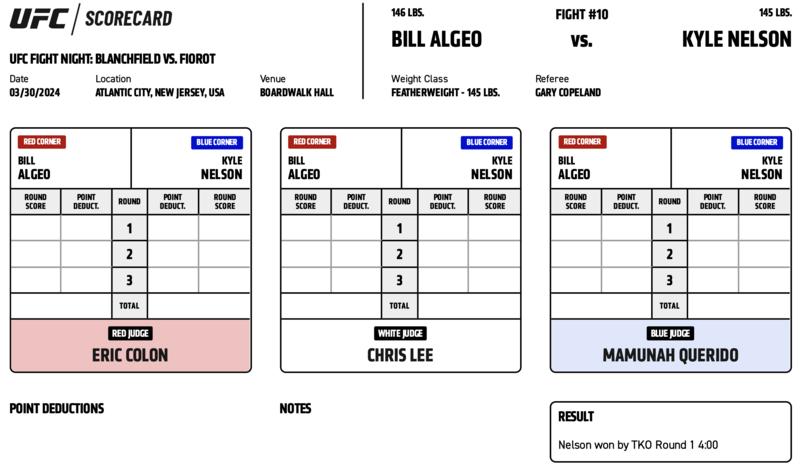 UFC / SCORECARD
UFC FIGHT NIGHT: BLANCHFIELD VS. FIOROT
Date Location Venue
03/30/2024 ATLANTIC CITY, NEW JERSEY, USA BOARDWALK HALL
146 LBS. FIGHT #10 145 LBS.
BILL ALGEO VS. KYLE NELSON
Weight Class Referee
FEATHERWEIGHT - 145 LBS. GARY COPELAND
RED CORNER BLUE CORNER
BILL KYLE
ALGEO NELSON
ROUND POINT ROUND POINT ROUND
SCORE DEDUCT. DEDUCT. SCORE
1
2
3
TOTAL
RED JUDGE
ERIC COLON
RED CORNER BLUE CORNER
BILL KYLE
ALGEO NELSON
ROUND POINT ROUND POINT ROUND
SCORE DEDUCT. DEDUCT. SCORE
1
2
3
TOTAL
WHITE JUDGE
CHRIS LEE
RED CORNER BLUE CORNER
BILL KYLE
ALGEO NELSON
ROUND POINT ROUND POINT ROUND
SCORE DEDUCT. DEDUCT. SCORE
1
2
3
TOTAL
BLUE JUDGE
MAMUNAH QUERIDO
POINT DEDUCTIONS
NOTES
RESULT
Nelson won by TKO Round 1 4:00